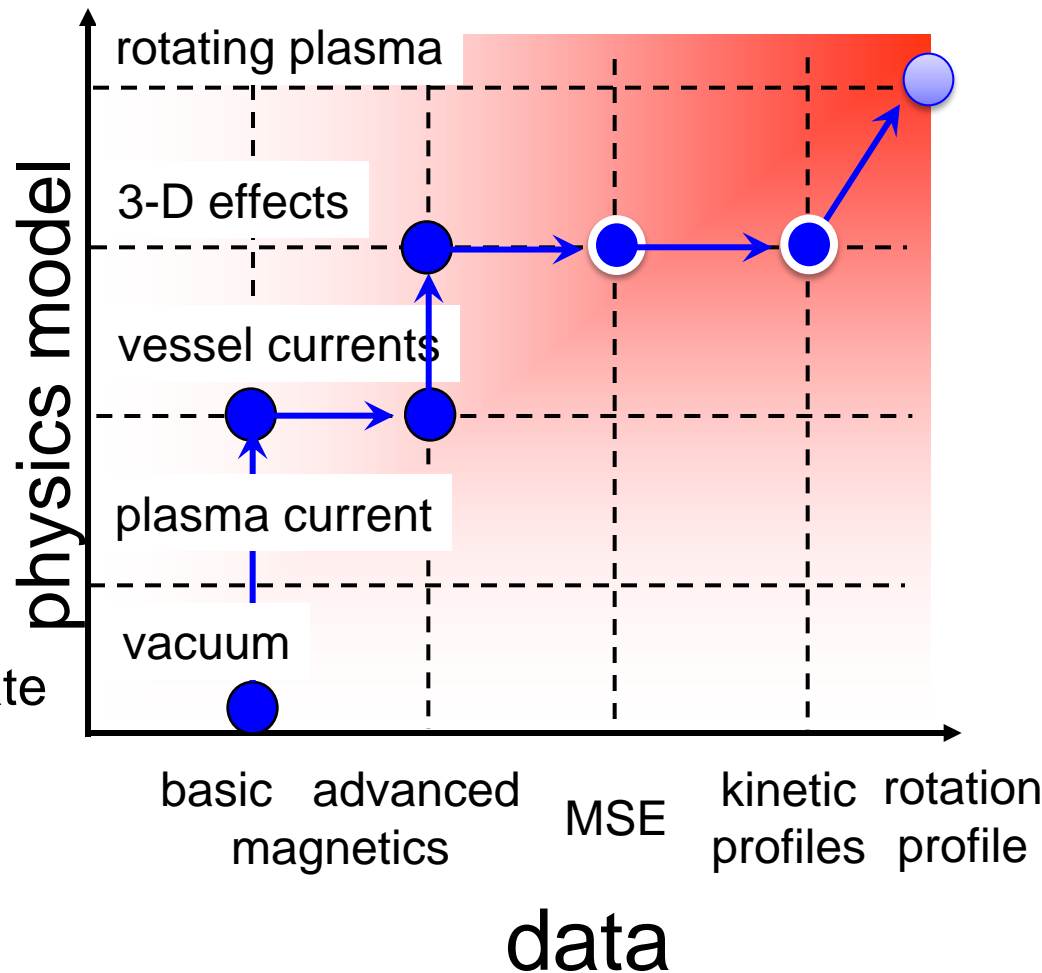 rotating plasma
3-D effects
vessel currents
plasma current
vacuum
physics model
basic advanced
magnetics
MSE
kinetic
profiles
rotation
profile
data